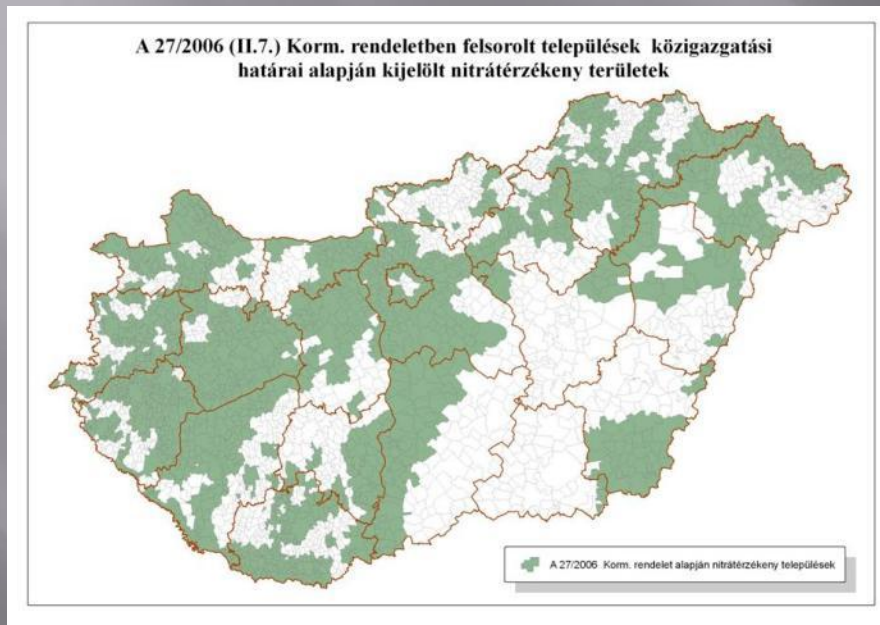 A 27/2006 (II.7.) Korm. rendeletben felsorolt települések közigazgatási
határai alapján kijelölt nitrátérzékeny területek
A 27/2006 Korm. rendelet alapján nitrátérzékeny települések